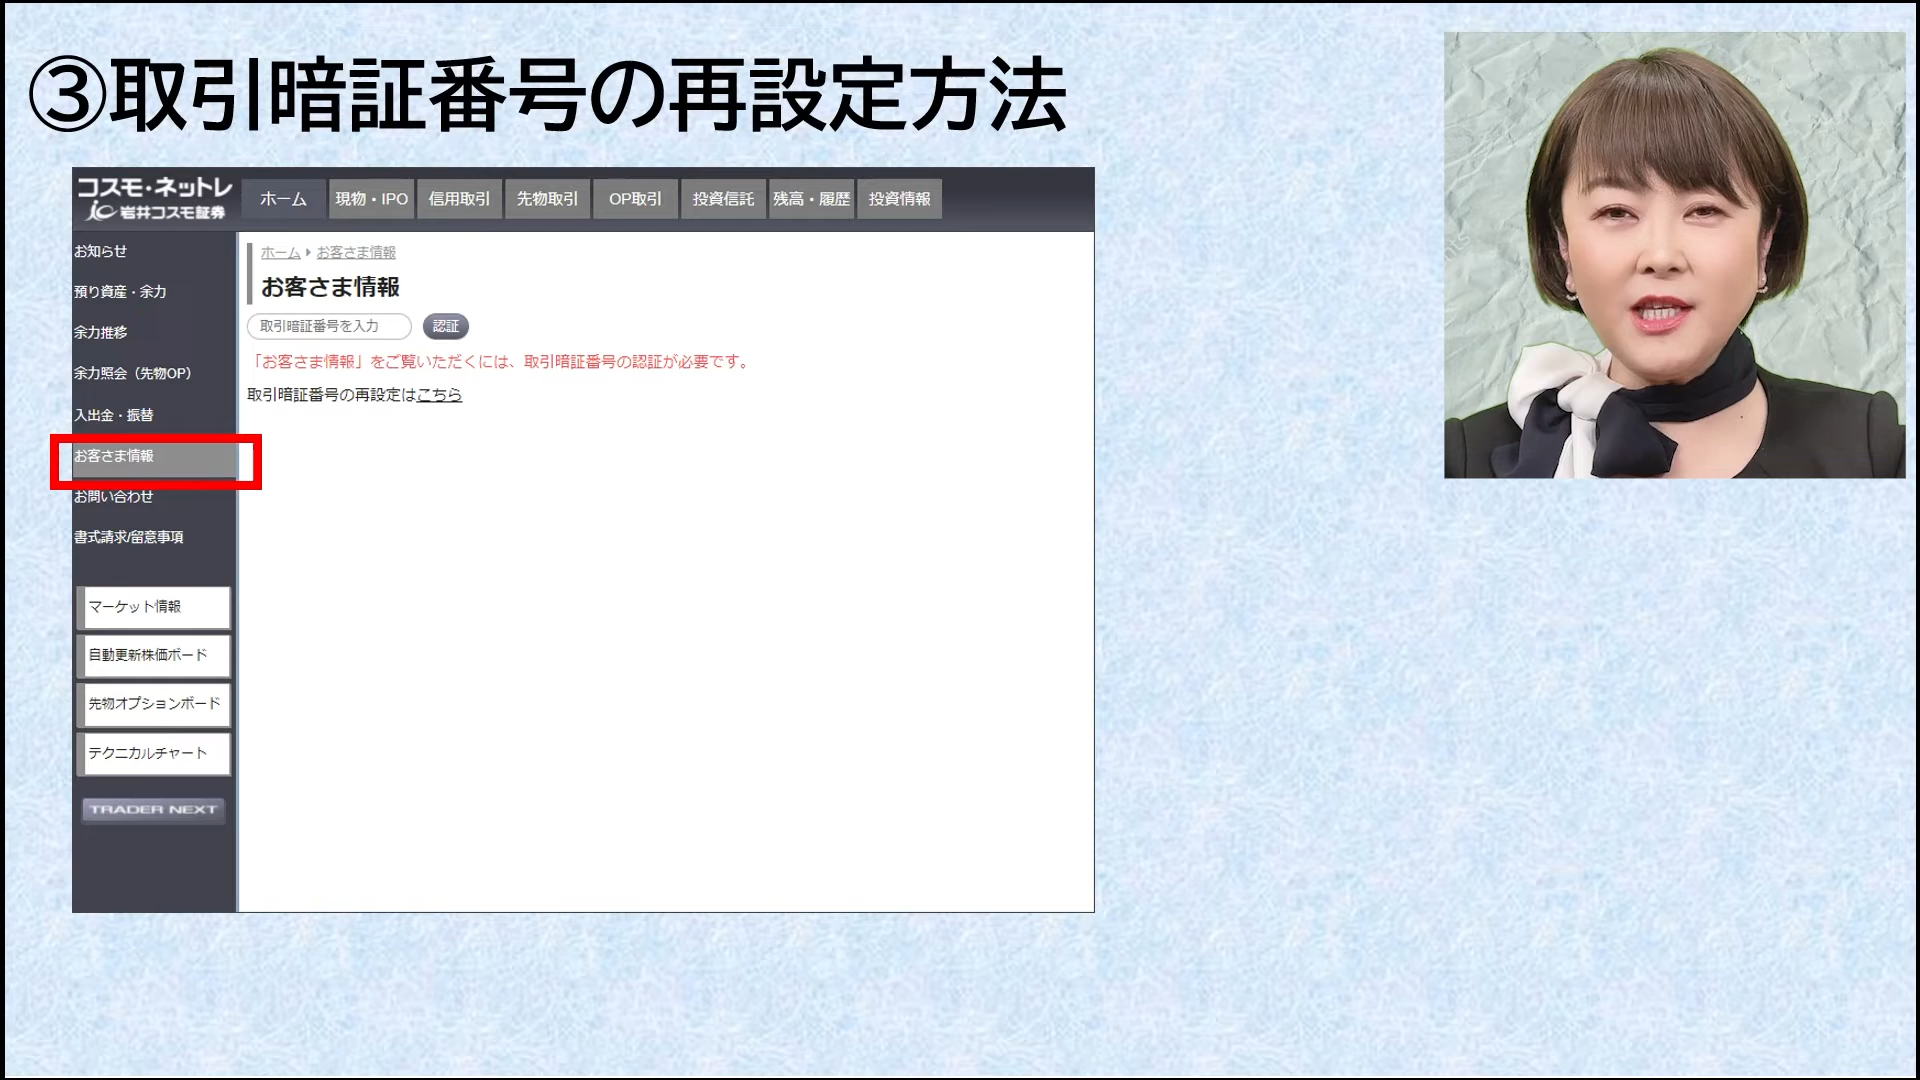 ③取引暗証番号の再設定方法
コスモ・ネットレ
岩井コスモ証券
ホーム
現物・IPO
信用取引
先物取引
OP取引
投資信託
残高・履歴
投資情報
お知らせ
預り資産・余力
余力推移
余力照会（先物OP）
入出金・振替
お客さま情報
お問い合わせ
書式請求/留意事項
マーケット情報
自動更新株価ボード
先物オプションボード
テクニカルチャート
TRADER NEXT
ホーム お客さま情報
お客さま情報
取引暗証番号を入力 認証
「お客さま情報」をご覧いただくには、取引暗証番号の認証が必要です。
取引暗証番号の再設定はこちら